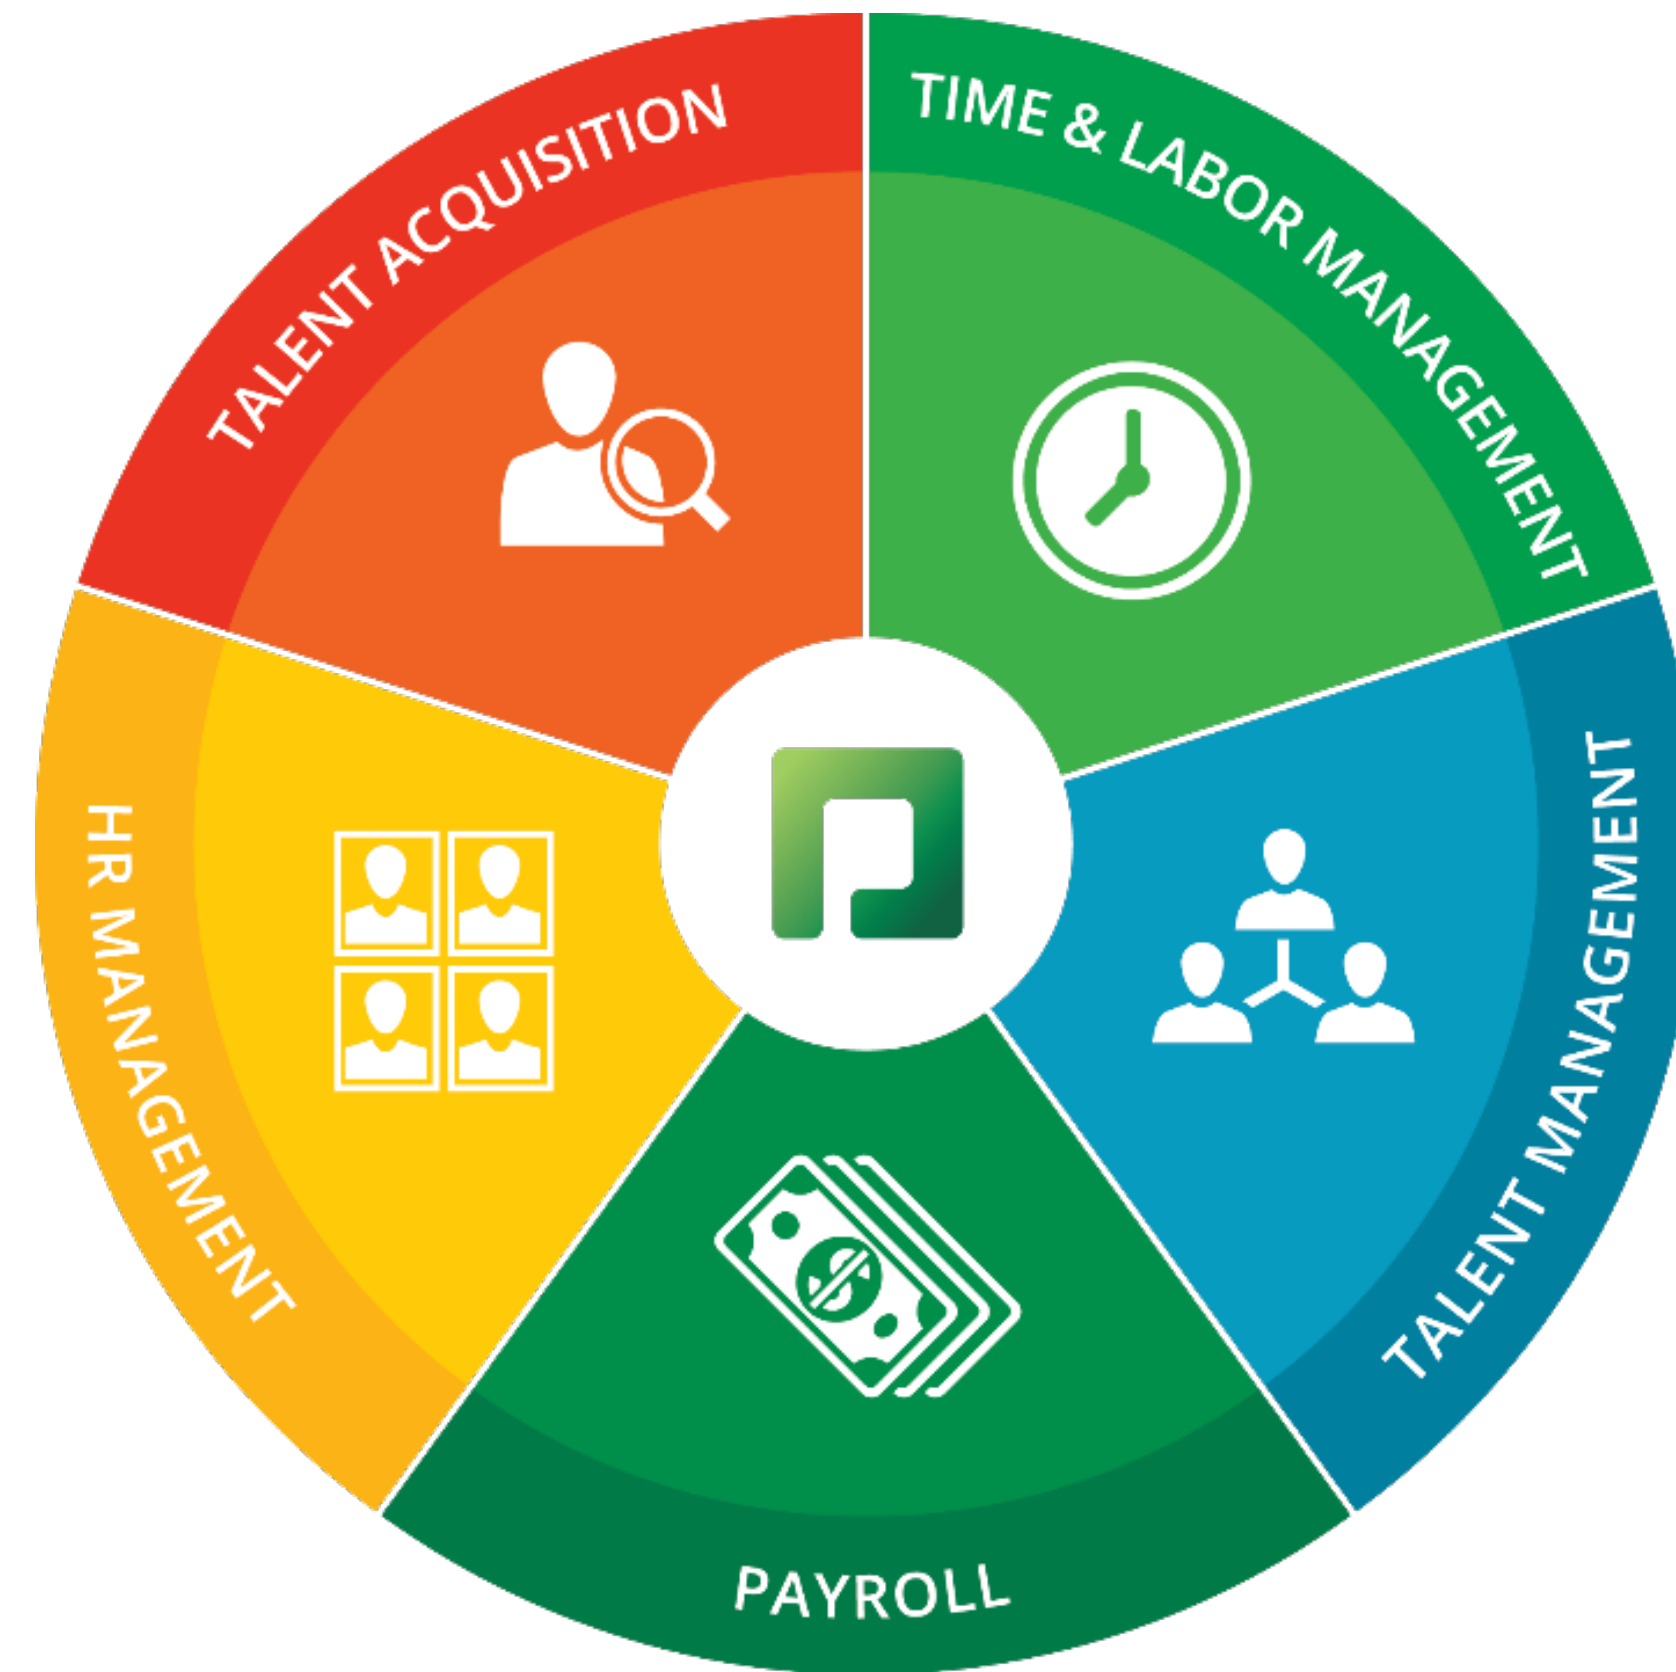 TALENT ACQUISITION
TIME & LABOR MANAGEMENT
TALENT MANAGEMENT
PAYROLL
HR MANAGEMENT